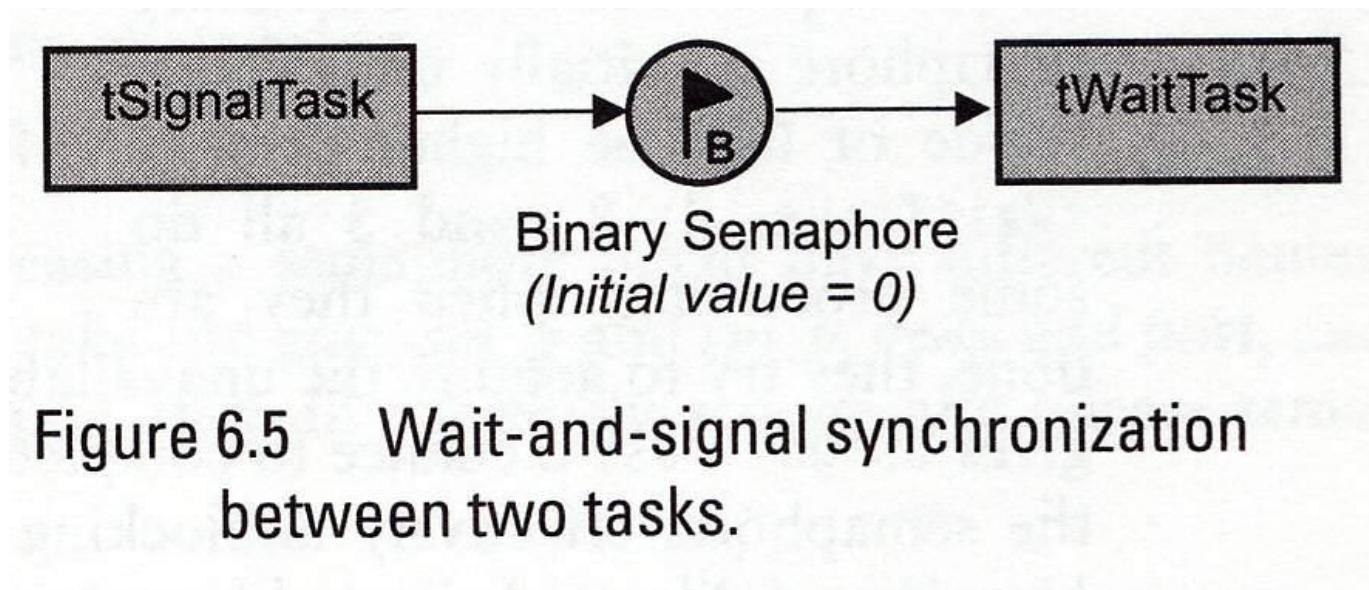 tSignalTask
B
tWaitTask
Binary Semaphore
(Initial value = 0)
Figure 6.5 Wait-and-signal synchronization
between two tasks.